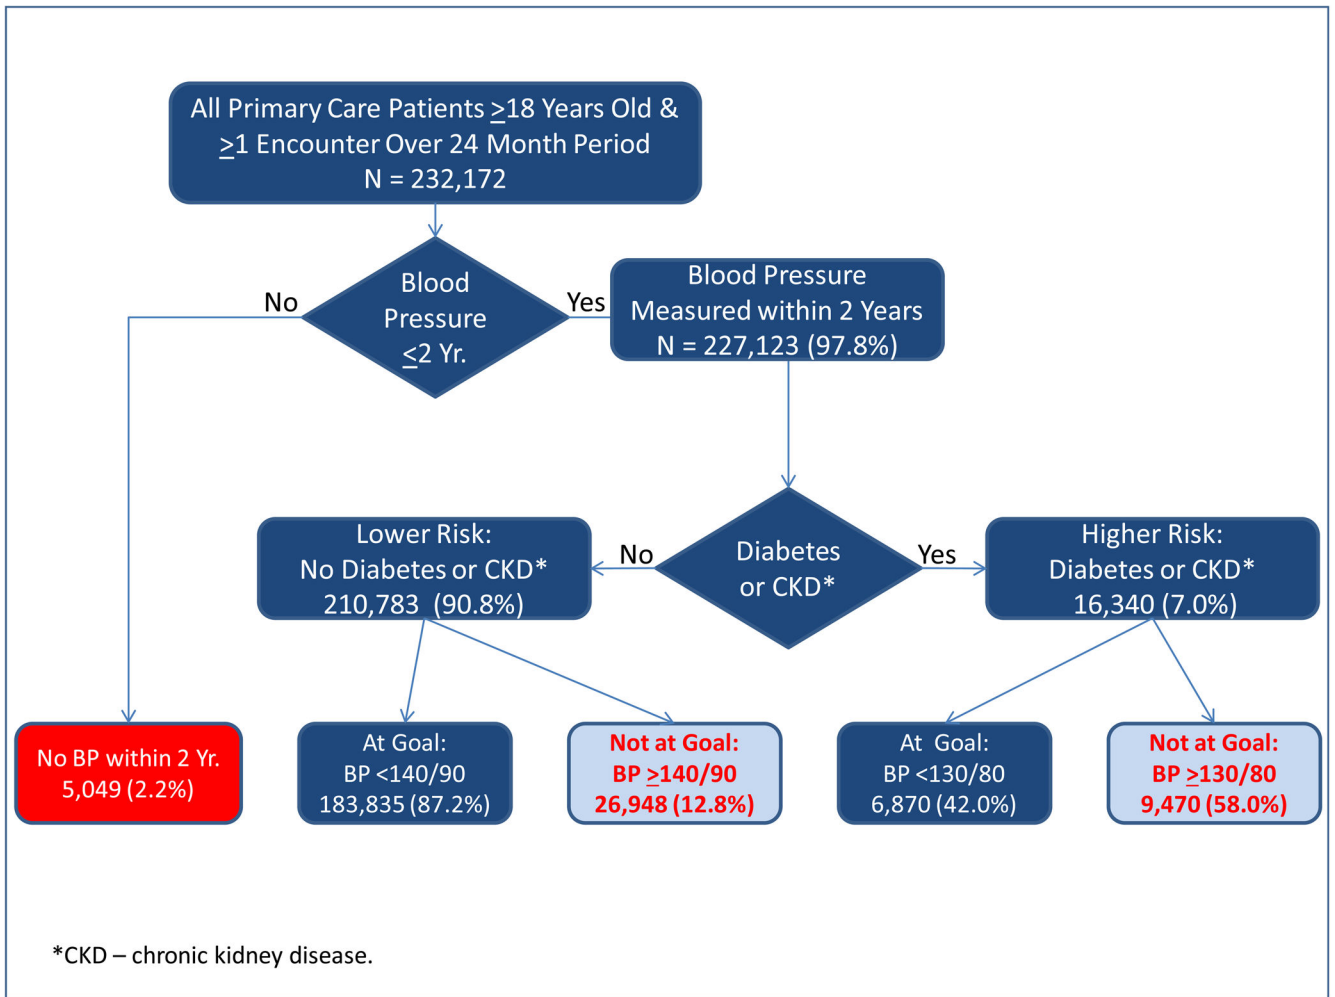 All Primary Care Patients ≥18 Years Old &
≥1 Encounter Over 24 Month Period
N = 232,172
Blood
Pressure
≤2 Yr.
No
Yes
Blood Pressure
Measured within 2 Years
N = 227,123 (97.8%)
Diabetes
or CKD*
No
Yes
Lower Risk:
No Diabetes or CKD*
210,783  (90.8%)
Higher Risk:
Diabetes or CKD*
16,340 (7.0%)
No BP within 2 Yr.
5,049 (2.2%)
At Goal:
BP <140/90
183,835 (87.2%)
Not at Goal:
BP ≥140/90
26,948 (12.8%)
At  Goal:
BP <130/80
6,870 (42.0%)
Not at Goal:
BP ≥130/80
9,470 (58.0%)
*CKD – chronic kidney disease.